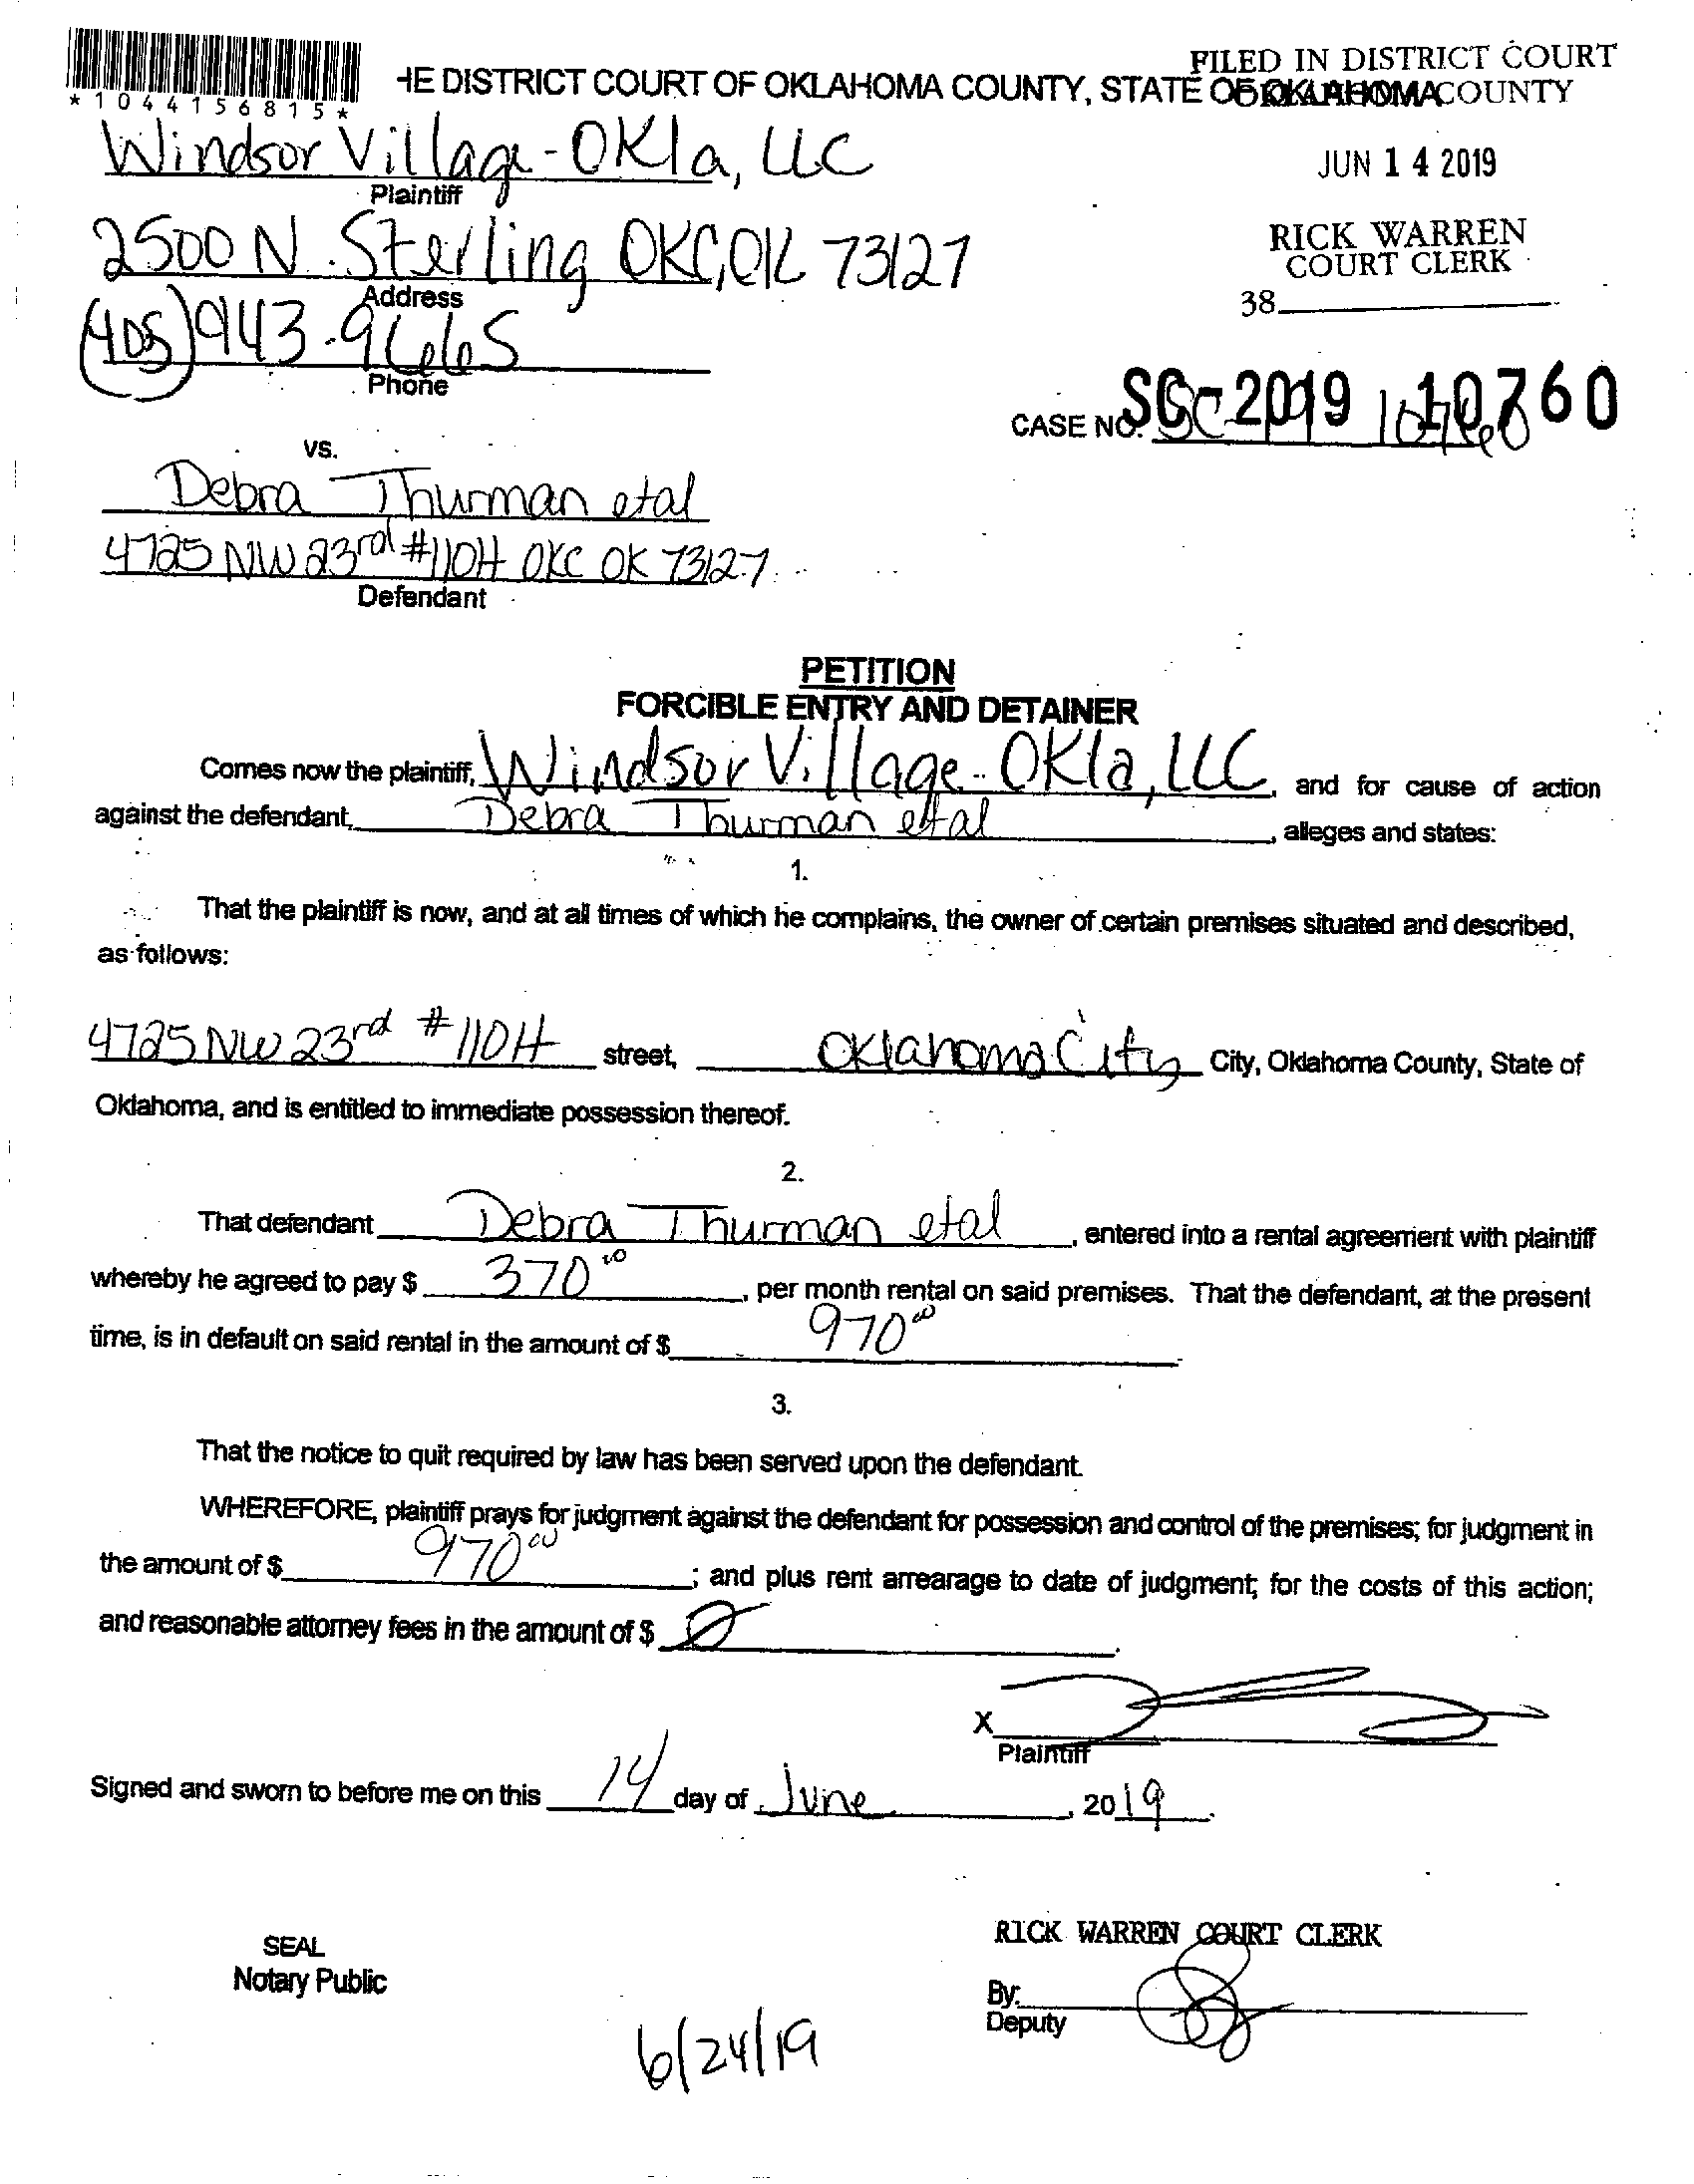 FILED IN DISTRICT COURT
HE DISTRICT COURT OF OKLAHOMA COUNTY, STATE OF OKLAHOMA
OKLAHOMA COUNTY
*1044156815*
Windsor Village-OKla, LLC
Plaintiff
JUN 14 2019
2500 N. Sterling OKC, OK 73127
Address
RICK WARREN
COURT CLERK
38
(405) 943-9665
Phone
CASE NO. SC-2019 10760
SC-19 10760
vs.
Debra Thurman etal
4725 NW 23rd #110H OKC OK 73127
Defendant
PETITION
FORCIBLE ENTRY AND DETAINER
Comes now the plaintiff, Windsor Village-OKla, LLC, and for cause of action
against the defendant, Debra Thurman etal, alleges and states:
1.
That the plaintiff is now, and at all times of which he complains, the owner of certain premises situated and described,
as follows:
4725 NW 23rd #110H street, Oklahoma City City, Oklahoma County, State of
Oklahoma, and is entitled to immediate possession thereof.
2.
That defendant Debra Thurman etal, entered into a rental agreement with plaintiff
whereby he agreed to pay $ 370 00, per month rental on said premises. That the defendant, at the present
time, is in default on said rental in the amount of $ 970 00.
3.
That the notice to quit required by law has been served upon the defendant.
WHEREFORE, plaintiff prays for judgment against the defendant for possession and control of the premises; for judgment in
the amount of $ 970 00; and plus rent arrearage to date of judgment; for the costs of this action;
and reasonable attorney fees in the amount of $ 0.
X
Plaintiff
Signed and sworn to before me on this 14 day of June, 2019.
RICK WARREN COURT CLERK
SEAL
Notary Public
By:
Deputy
6/24/19